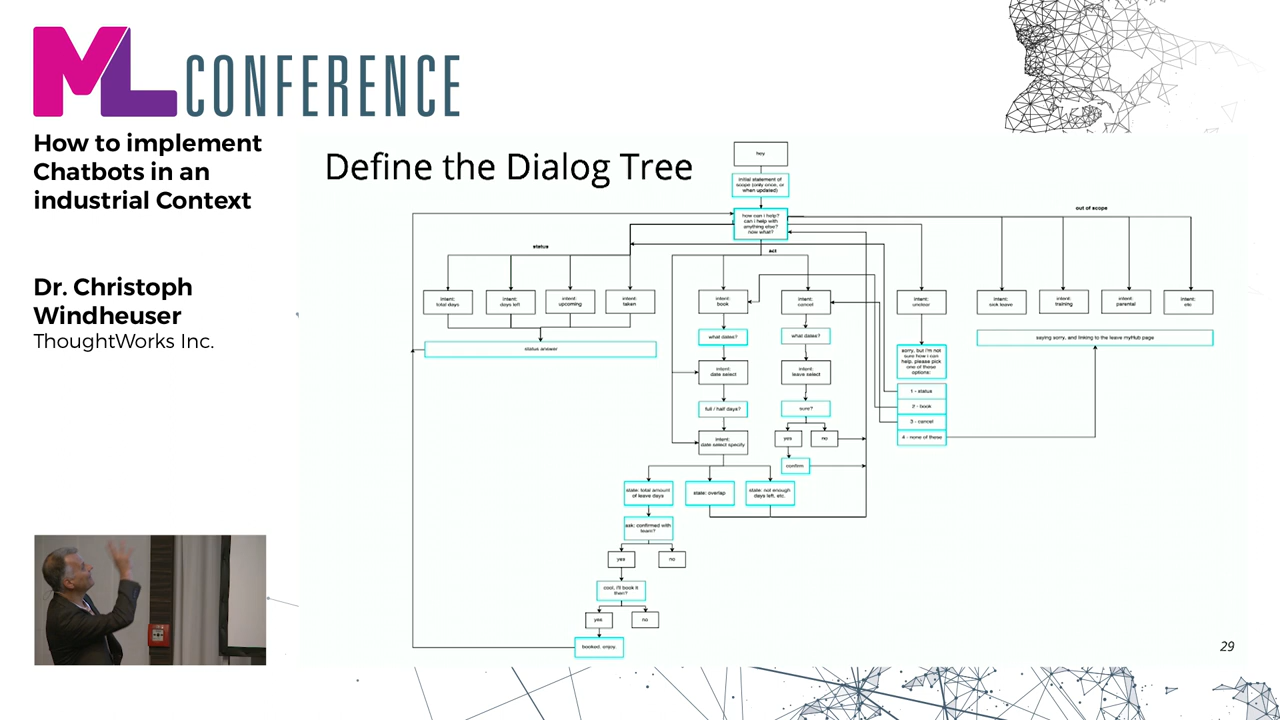 ML CONFERENCE
How to implement
Chatbots in an
industrial Context
Dr. Christoph
Windheuser
ThoughtWorks Inc.
Define the Dialog Tree
hey
initial statement of
scope (only once, or
when updated)
how can i help?
can i help with
anything else?
now what?
out of scope
status
act
intent:
total days
intent:
days left
intent:
upcoming
intent:
taken
intent:
book
intent:
cancel
intent:
unclear
intent:
sick leave
intent:
training
intent:
parental
intent:
etc
status answer
what dates?
what dates?
sorry, but i'm not
sure how i can
help. please pick
one of these
options:
saying sorry, and linking to the leave myHub page
intent:
date select
intent:
leave select
1 - status
2 - book
3 - cancel
4 - none of these
full / half days?
sure?
intent:
date select specify
yes
no
confirm
state: total amount
of leave days
state: overlap
state: not enough
days left, etc.
ask: confirmed with
team?
yes
no
cool, i'll book it
then?
yes
no
booked. enjoy.
29